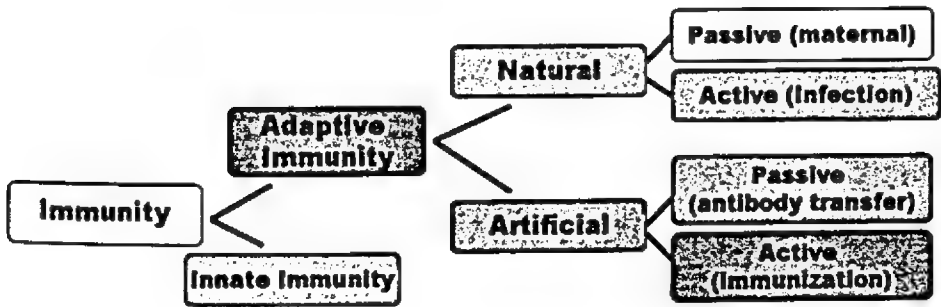 Passive (maternal)
Natural
Active (Infection)
Adaptive
Immunity
Passive
(antibody transfer)
Immunity
Artificial
Active
(Immunization)
Innate Immunity